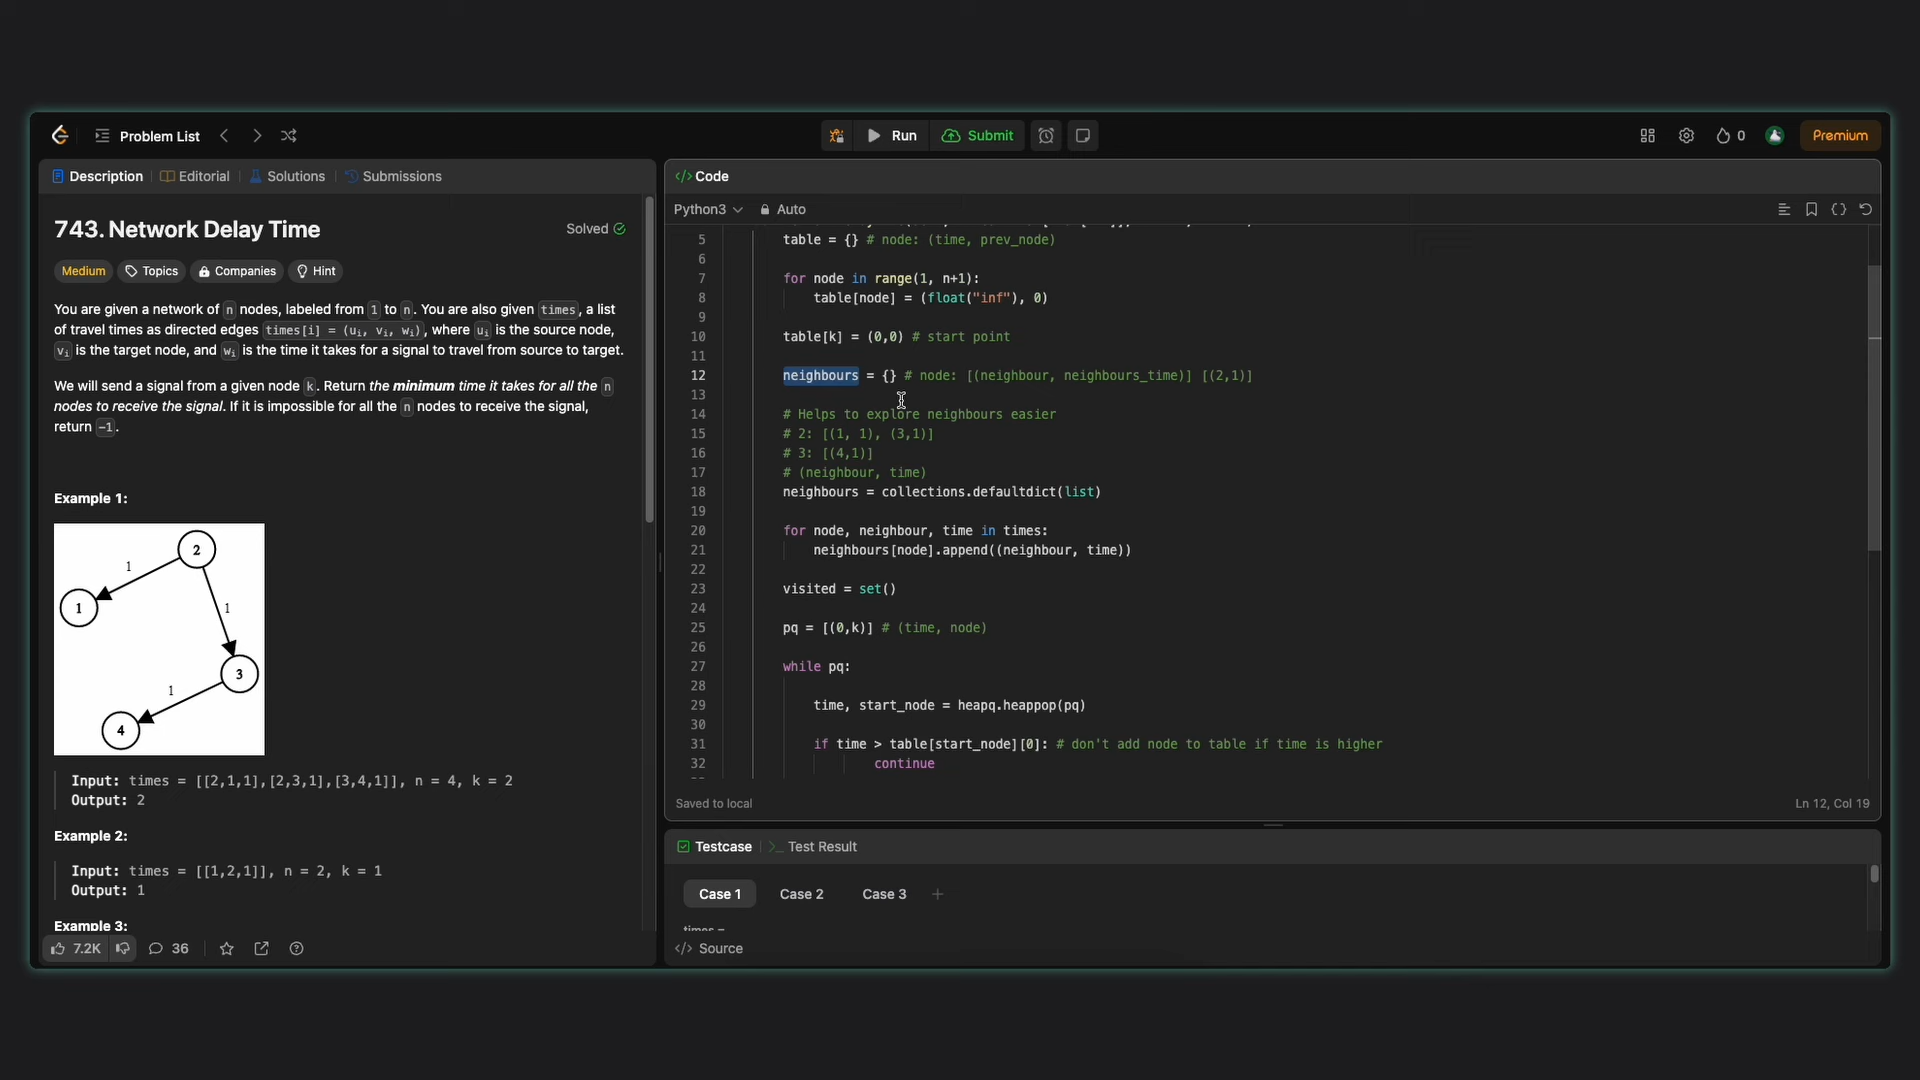 Problem List
Run
Submit
0
Premium
Description
Editorial
Solutions
Submissions
743. Network Delay Time
Solved
Medium
Topics
Companies
Hint
You are given a network of n nodes, labeled from 1 to n. You are also given times, a list
of travel times as directed edges times[i] = (ui, vi, wi), where ui is the source node,
vi is the target node, and wi is the time it takes for a signal to travel from source to target.
We will send a signal from a given node k. Return the minimum time it takes for all the n
nodes to receive the signal. If it is impossible for all the n nodes to receive the signal,
return -1.
Example 1:
2
1
1
1
3
1
4
Input: times = [[2,1,1],[2,3,1],[3,4,1]], n = 4, k = 2
Output: 2
Example 2:
Input: times = [[1,2,1]], n = 2, k = 1
Output: 1
Example 3:
7.2K
36
</> Code
Python3
Auto
5 table = {} # node: (time, prev_node)
6
7 for node in range(1, n+1):
8 table[node] = (float("inf"), 0)
9
10 table[k] = (0,0) # start point
11
12 neighbours = {} # node: [(neighbour, neighbours_time)] [(2,1)]
13
14 # Helps to explore neighbours easier
15 # 2: [(1, 1), (3,1)]
16 # 3: [(4,1)]
17 # (neighbour, time)
18 neighbours = collections.defaultdict(list)
19
20 for node, neighbour, time in times:
21 neighbours[node].append((neighbour, time))
22
23 visited = set()
24
25 pq = [(0,k)] # (time, node)
26
27 while pq:
28
29 time, start_node = heapq.heappop(pq)
30
31 if time > table[start_node][0]: # don't add node to table if time is higher
32 continue
Saved to local
Ln 12, Col 19
Testcase
>_ Test Result
Case 1
Case 2
Case 3
+
times =
</> Source